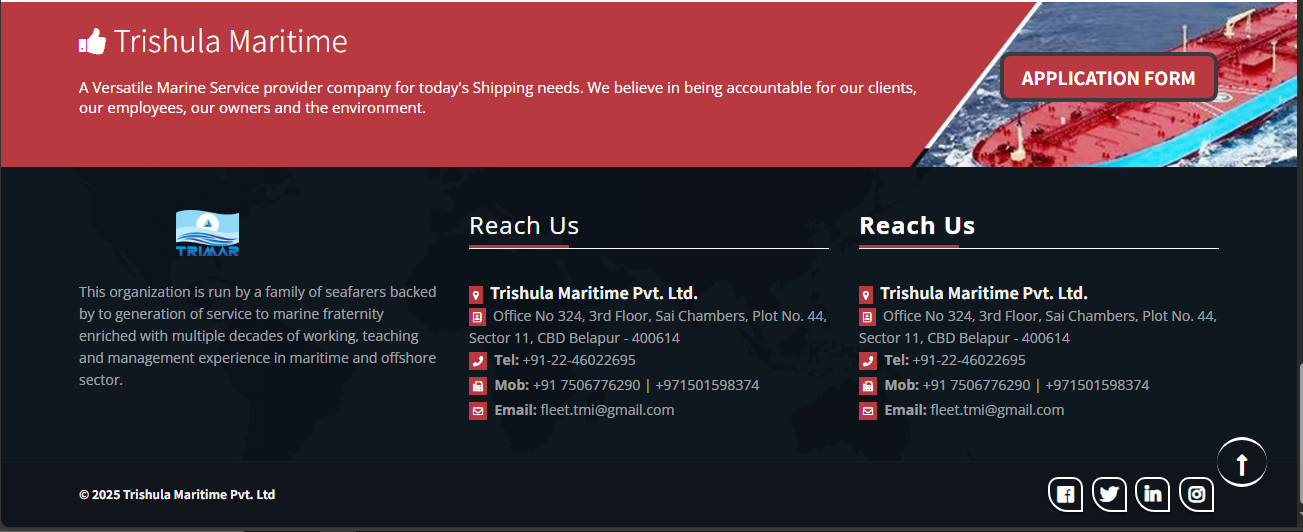 Trishula Maritime
A Versatile Marine Service provider company for today's Shipping needs. We believe in being accountable for our clients,
our employees, our owners and the environment.
APPLICATION FORM
TRIMAR
This organization is run by a family of seafarers backed
by to generation of service to marine fraternity
enriched with multiple decades of working, teaching
and management experience in maritime and offshore
sector.
Reach Us
Trishula Maritime Pvt. Ltd.
Office No 324, 3rd Floor, Sai Chambers, Plot No. 44,
Sector 11, CBD Belapur - 400614
Tel: +91-22-46022695
Mob: +91 7506776290 | +971501598374
Email: fleet.tmi@gmail.com
Reach Us
Trishula Maritime Pvt. Ltd.
Office No 324, 3rd Floor, Sai Chambers, Plot No. 44,
Sector 11, CBD Belapur - 400614
Tel: +91-22-46022695
Mob: +91 7506776290 | +971501598374
Email: fleet.tmi@gmail.com
© 2025 Trishula Maritime Pvt. Ltd